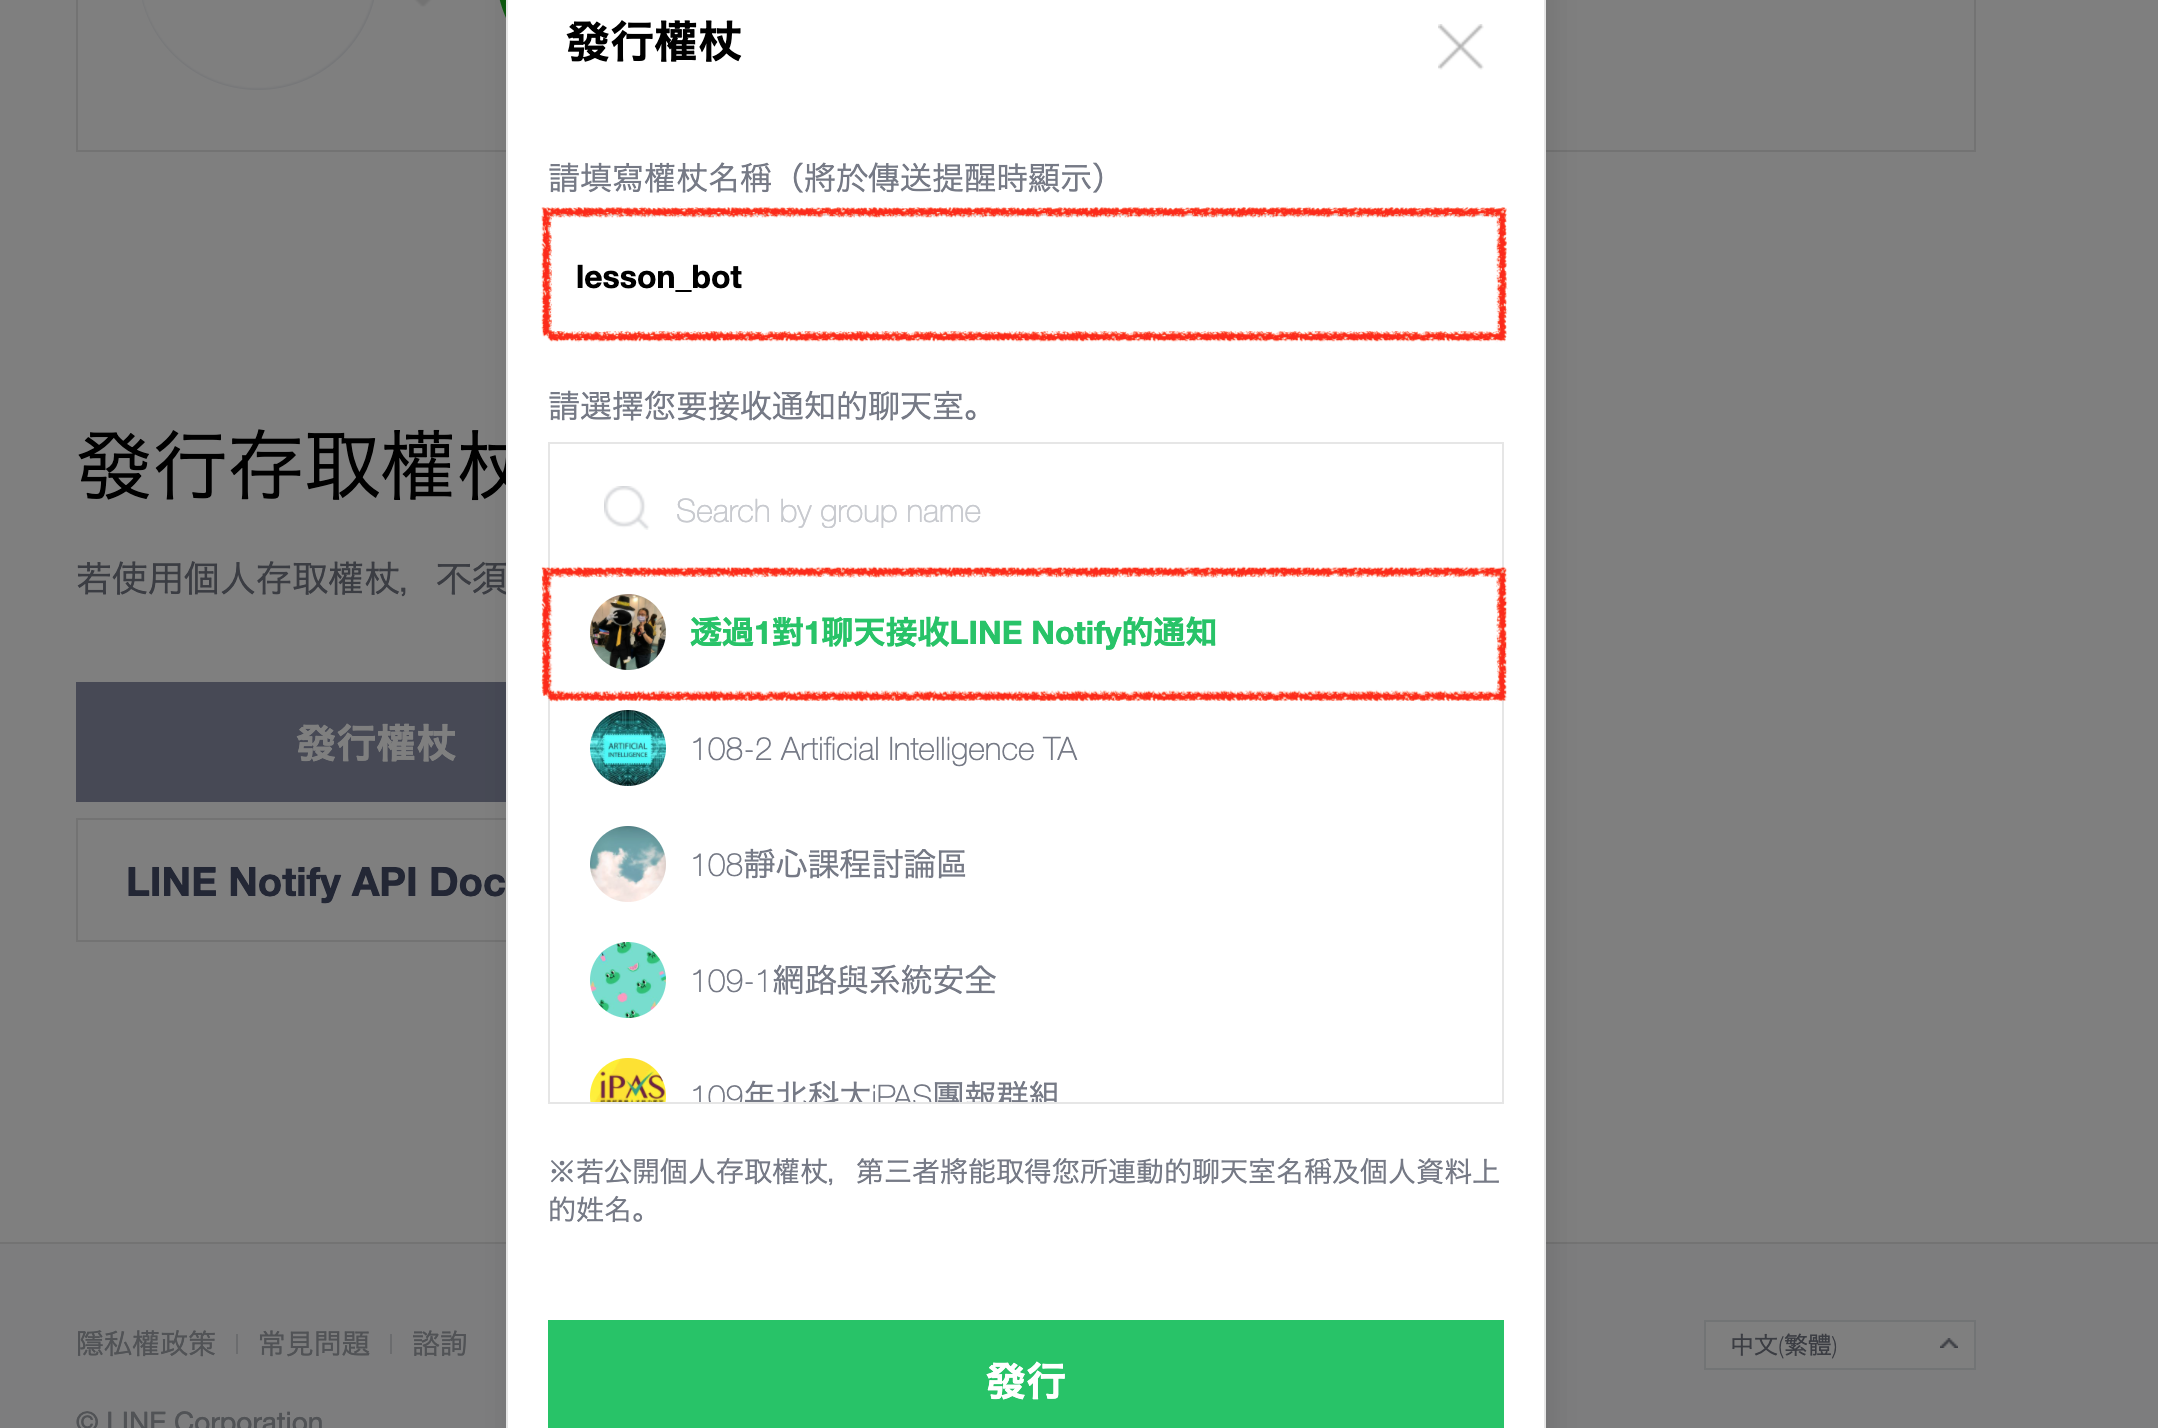 發行權杖
請填寫權杖名稱（將於傳送提醒時顯示）
lesson_bot
請選擇您要接收通知的聊天室。
Search by group name
透過1對1聊天接收LINE Notify的通知
ARTIFICIAL
INTELLIGENCE
108-2 Artificial Intelligence TA
108靜心課程討論區
109-1網路與系統安全
iPAS
109年北科大iPAS團報群組
※若公開個人存取權杖，第三者將能取得您所連動的聊天室名稱及個人資料上
的姓名。
發行
發行存取權杖
若使用個人存取權杖，不須
發行權杖
LINE Notify API Doc
隱私權政策 | 常見問題 | 諮詢
中文(繁體)
© LINE Corporation